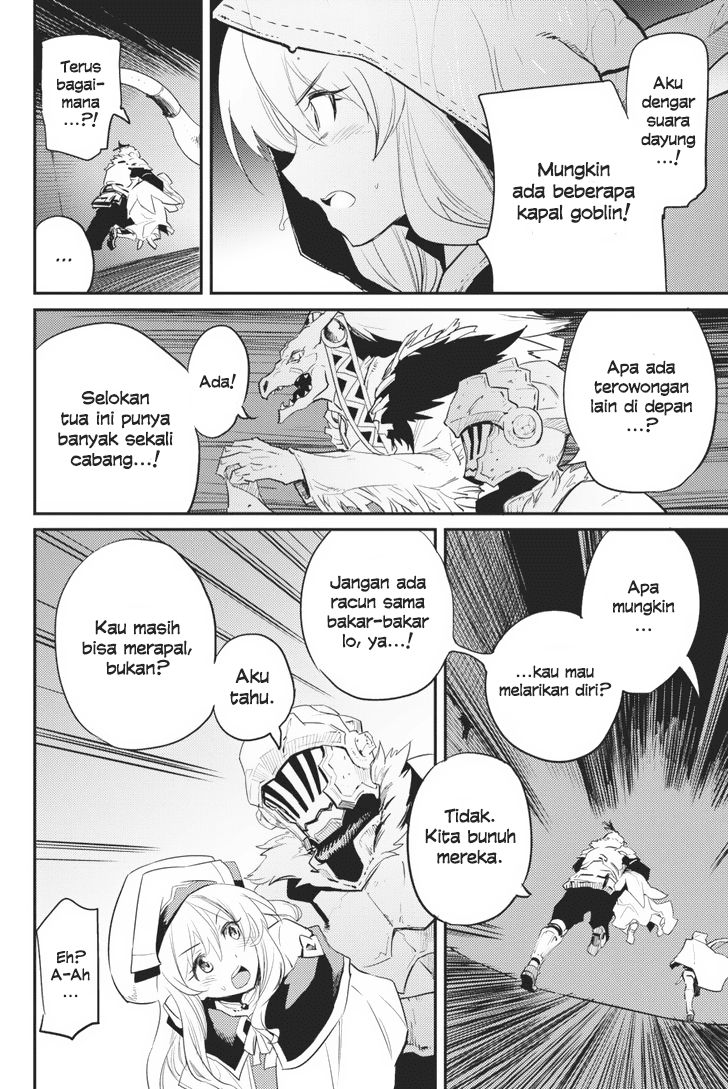 Aku
dengar
suara
dayung
...!
Mungkin
ada beberapa
kapal goblin!
Terus
bagai-
mana
...?!
...
Apa ada
terowongan
lain di depan
...?
Ada!
Selokan
tua ini punya
banyak sekali
cabang...!
Apa
mungkin
...
...kau mau
melarikan diri?
Tidak.
Kita bunuh
mereka.
Jangan ada
racun sama
bakar-bakar
lo, ya...!
Aku
tahu.
Kau masih
bisa merapal,
bukan?
Eh?
A-Ah
...